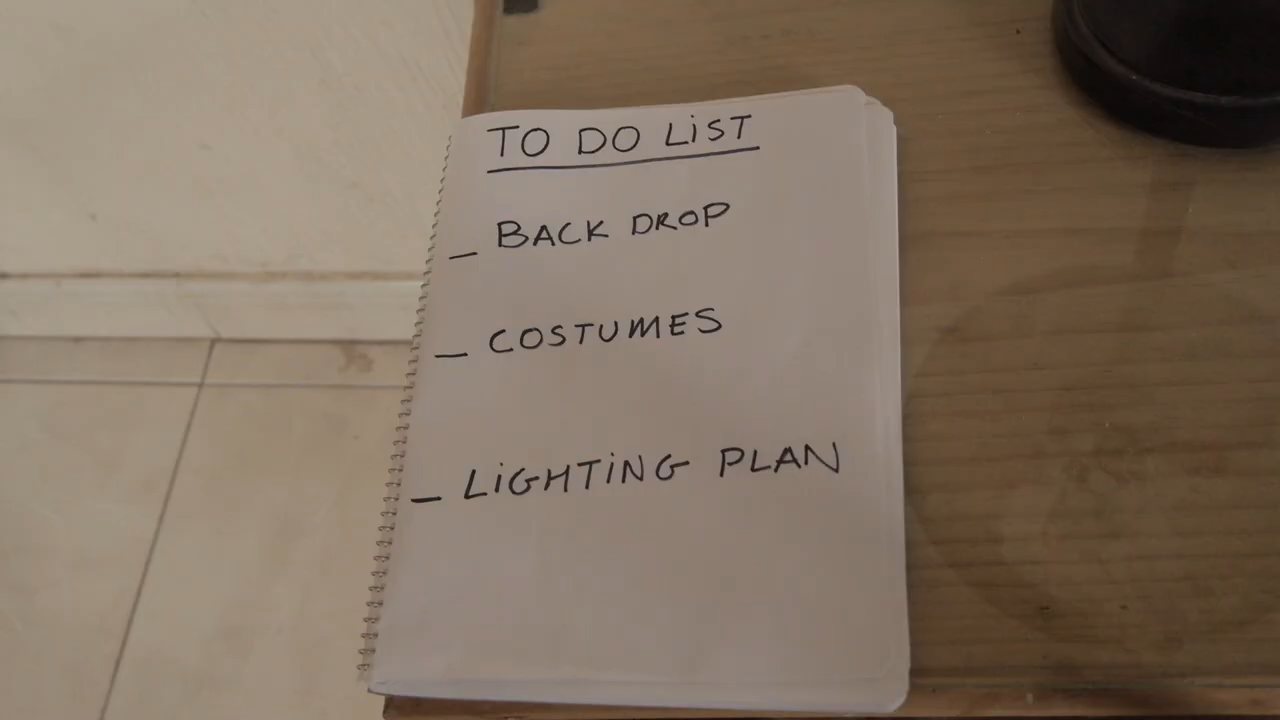 TO DO LiST
_ BACK DROP
_ COSTUMES
_ LiGHTiNG PLAN